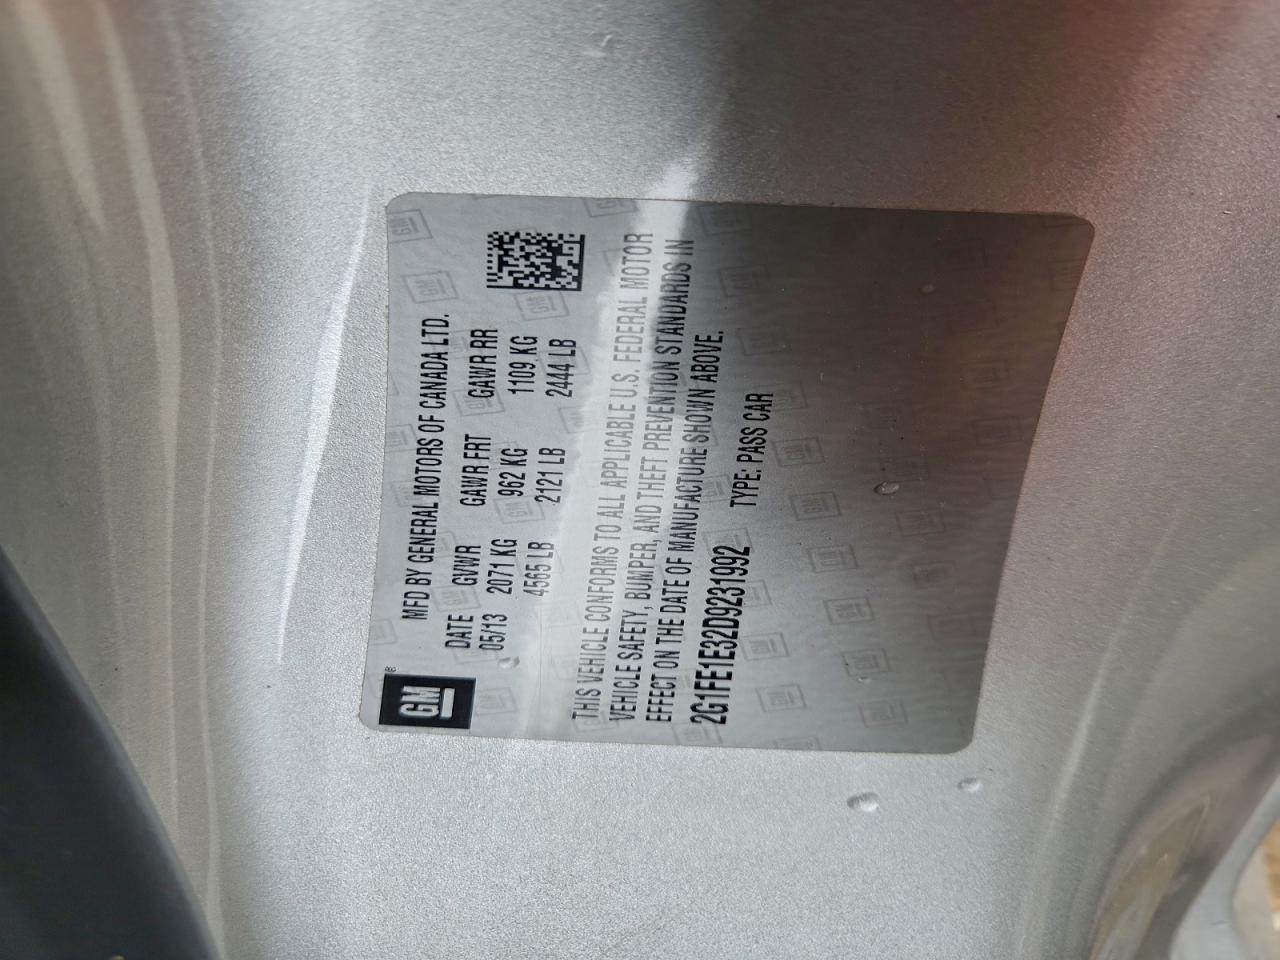 GM®
MFD BY GENERAL MOTORS OF CANADA LTD.
DATE GVWR GAWR FRT GAWR RR
05/13 2071 KG 962 KG 1109 KG
4565 LB 2121 LB 2444 LB
THIS VEHICLE CONFORMS TO ALL APPLICABLE U.S. FEDERAL MOTOR
VEHICLE SAFETY, BUMPER, AND THEFT PREVENTION STANDARDS IN
EFFECT ON THE DATE OF MANUFACTURE SHOWN ABOVE.
2G1FE1E32D9231992 TYPE: PASS CAR